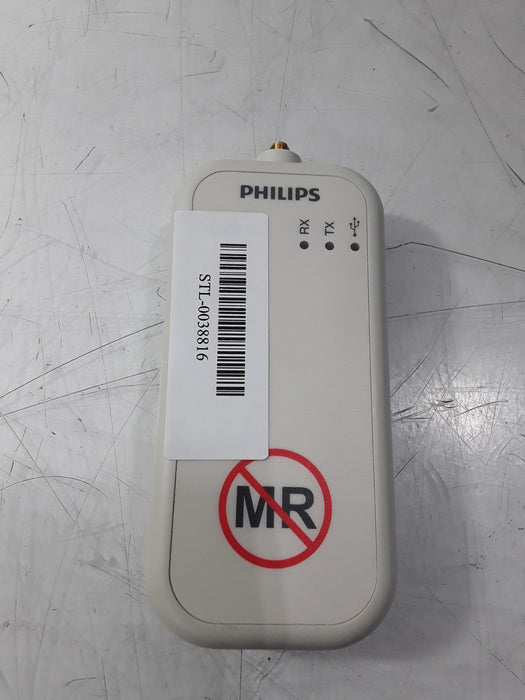 PHILIPS
RX
TX
STL-0038816
MR